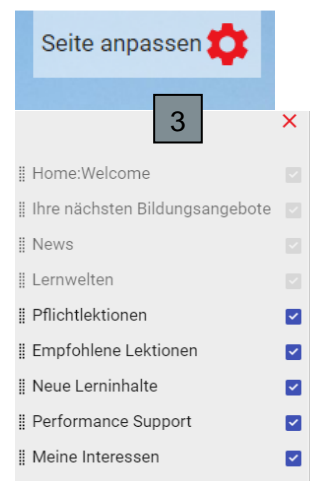 Seite anpassen
3
Home:Welcome
Ihre nächsten Bildungsangebote
News
Lernwelten
Pflichtlektionen
Empfohlene Lektionen
Neue Lerninhalte
Performance Support
Meine Interessen